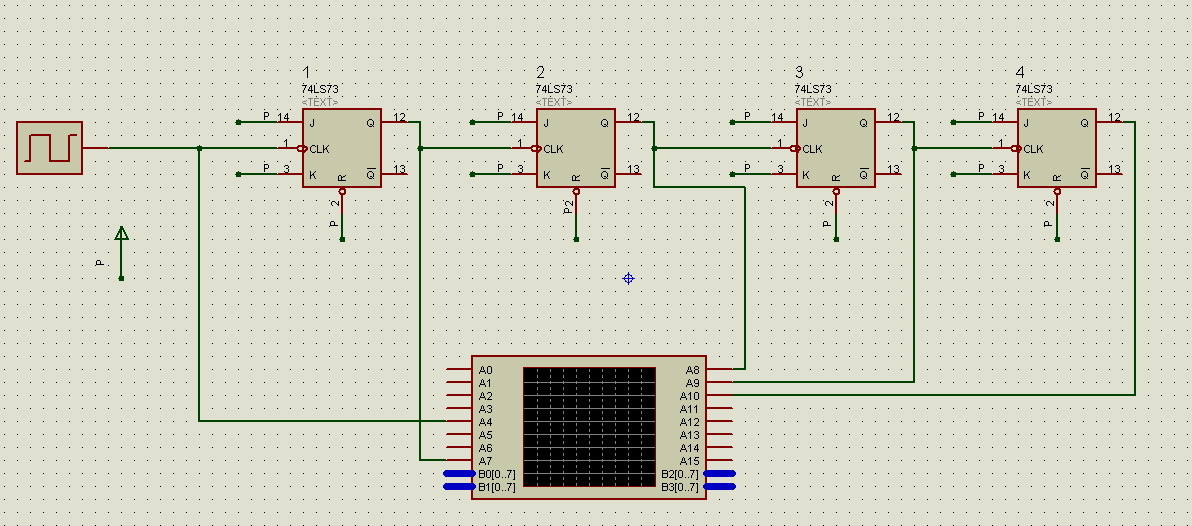 1 2 3 4
74LS73 74LS73 74LS73 74LS73
<TEXT> <TEXT> <TEXT> <TEXT>
P 14 J Q 12 P 14 J Q 12 P 14 J Q 12 P 14 J Q 12
1 CLK 1 CLK 1 CLK 1 CLK
P 3 K R Q 13 P 3 K R Q 13 P 3 K R Q 13 P 3 K R Q 13
2 2 2 2
P P P P
P
A0 A8
A1 A9
A2 A10
A3 A11
A4 A12
A5 A13
A6 A14
A7 A15
B0[0..7] B2[0..7]
B1[0..7] B3[0..7]